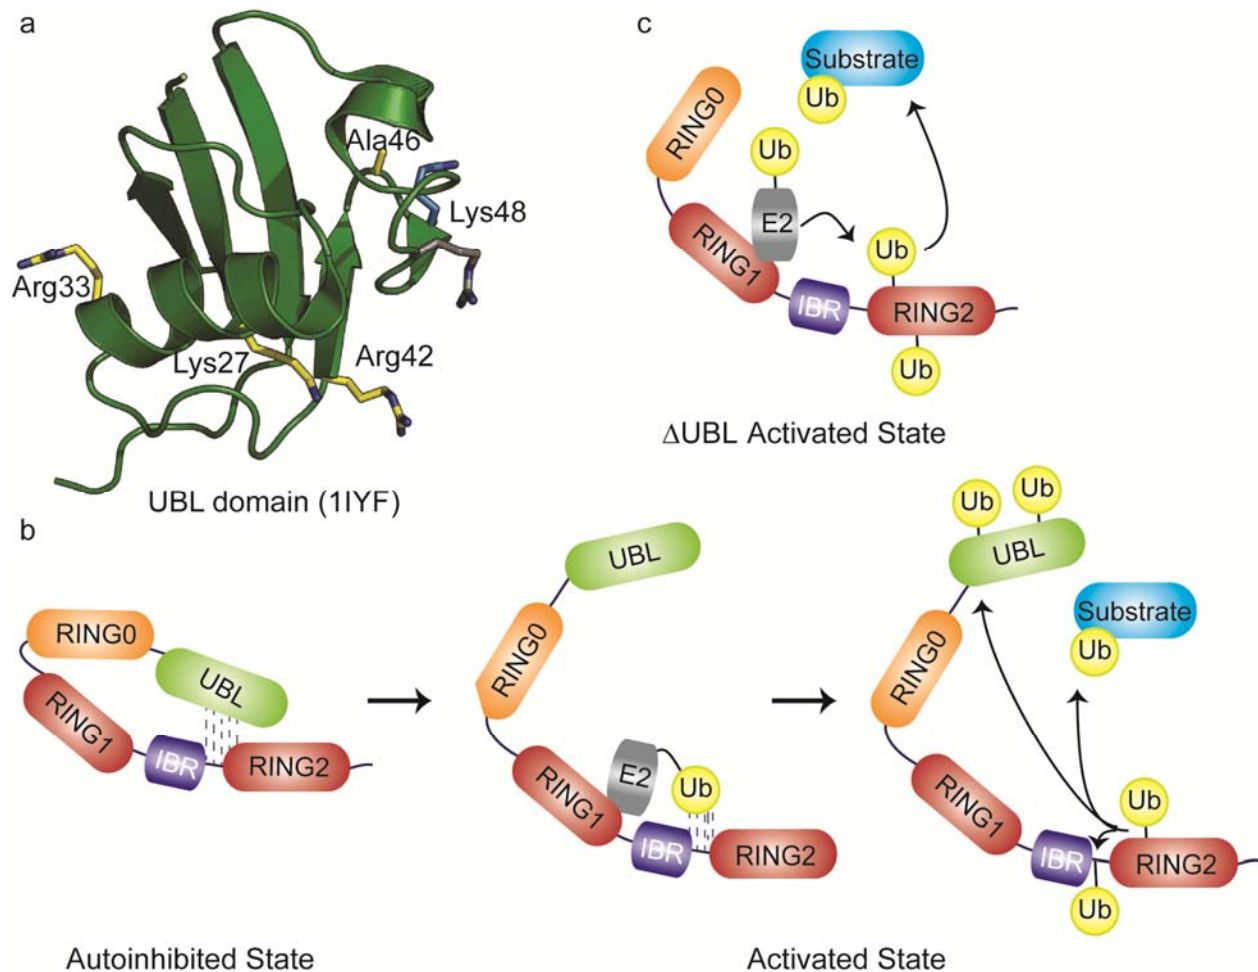 a
Ala46
Lys48
Arg33
Lys27
Arg42
UBL domain (1IYF)
c
Substrate
Ub
RING0
Ub
E2
RING1
Ub
IBR
RING2
Ub
ΔUBL Activated State
b
RING0
UBL
RING1
IBR
RING2
Autoinhibited State
UBL
RING0
E2
Ub
RING1
IBR
RING2
Ub
Ub
UBL
Substrate
Ub
RING0
RING1
Ub
IBR
RING2
Ub
Activated State